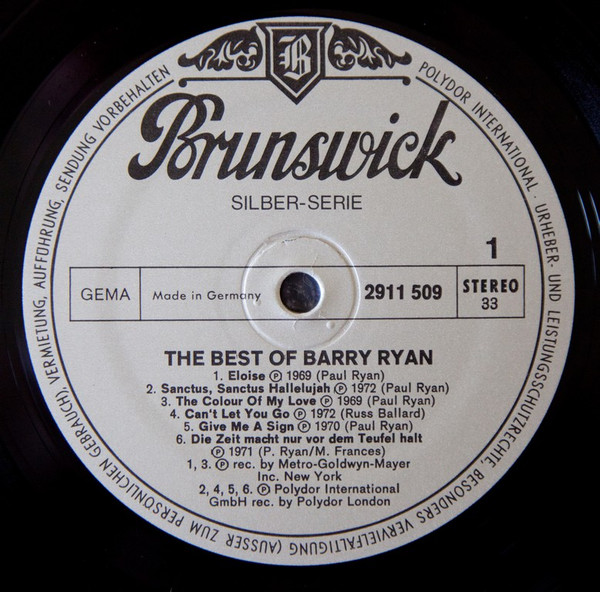 B
Brunswick
SILBER-SERIE
1
GEMA
Made in Germany
2911 509
STEREO
33
THE BEST OF BARRY RYAN
1. Eloise Ⓟ 1969 (Paul Ryan)
2. Sanctus, Sanctus Hallelujah Ⓟ 1972 (Paul Ryan)
3. The Colour Of My Love Ⓟ 1969 (Paul Ryan)
4. Can't Let You Go Ⓟ 1972 (Russ Ballard)
5. Give Me A Sign Ⓟ 1970 (Paul Ryan)
6. Die Zeit macht nur vor dem Teufel halt
Ⓟ 1971 (P. Ryan/M. Frances)
1, 3. Ⓟ rec. by Metro-Goldwyn-Mayer
Inc. New York
2, 4, 5, 6. Ⓟ Polydor International
GmbH rec. by Polydor London
POLYDOR INTERNATIONAL · URHEBER- UND LEISTUNGSSCHUTZRECHTE, BESONDERS VERVIELFÄLTIGUNG (AUSSER ZUM PERSÖNLICHEN GEBRAUCH), VERMIETUNG, AUFFÜHRUNG, SENDUNG VORBEHALTEN